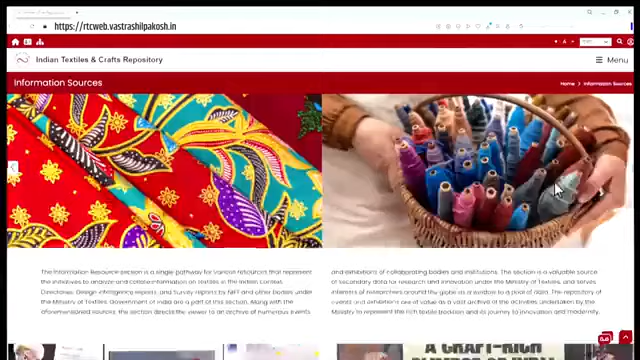 https://rtcweb.vastrashilpakosh.in
Indian Textiles & Crafts Repository
Menu
Information Sources
Home > Information Sources
The Information Resource section is a single pathway for various resources that represent
the initiatives to analyze and collate information on textiles in the Indian context.
Directories, Design intelligency reports, and Survey reports by NIFT and other bodies under
the Ministry of Textiles, Government of India are a part of this section. Along with the
aforementioned sources, the section directs the viewer to an archive of numerous events
and exhibitions of collaborating bodies and institutions. This section is a valuable source
of secondary data for research and innovation under the Ministry of Textiles, and serves
interests of researchers around the globe as a window to a pool of data. The repository of
events and exhibitions are of value as a vast archive of the activities undertaken by the
Ministry to represent the rich textile tradition and its journey to innovation and modernity.
A CRAFT-RICH